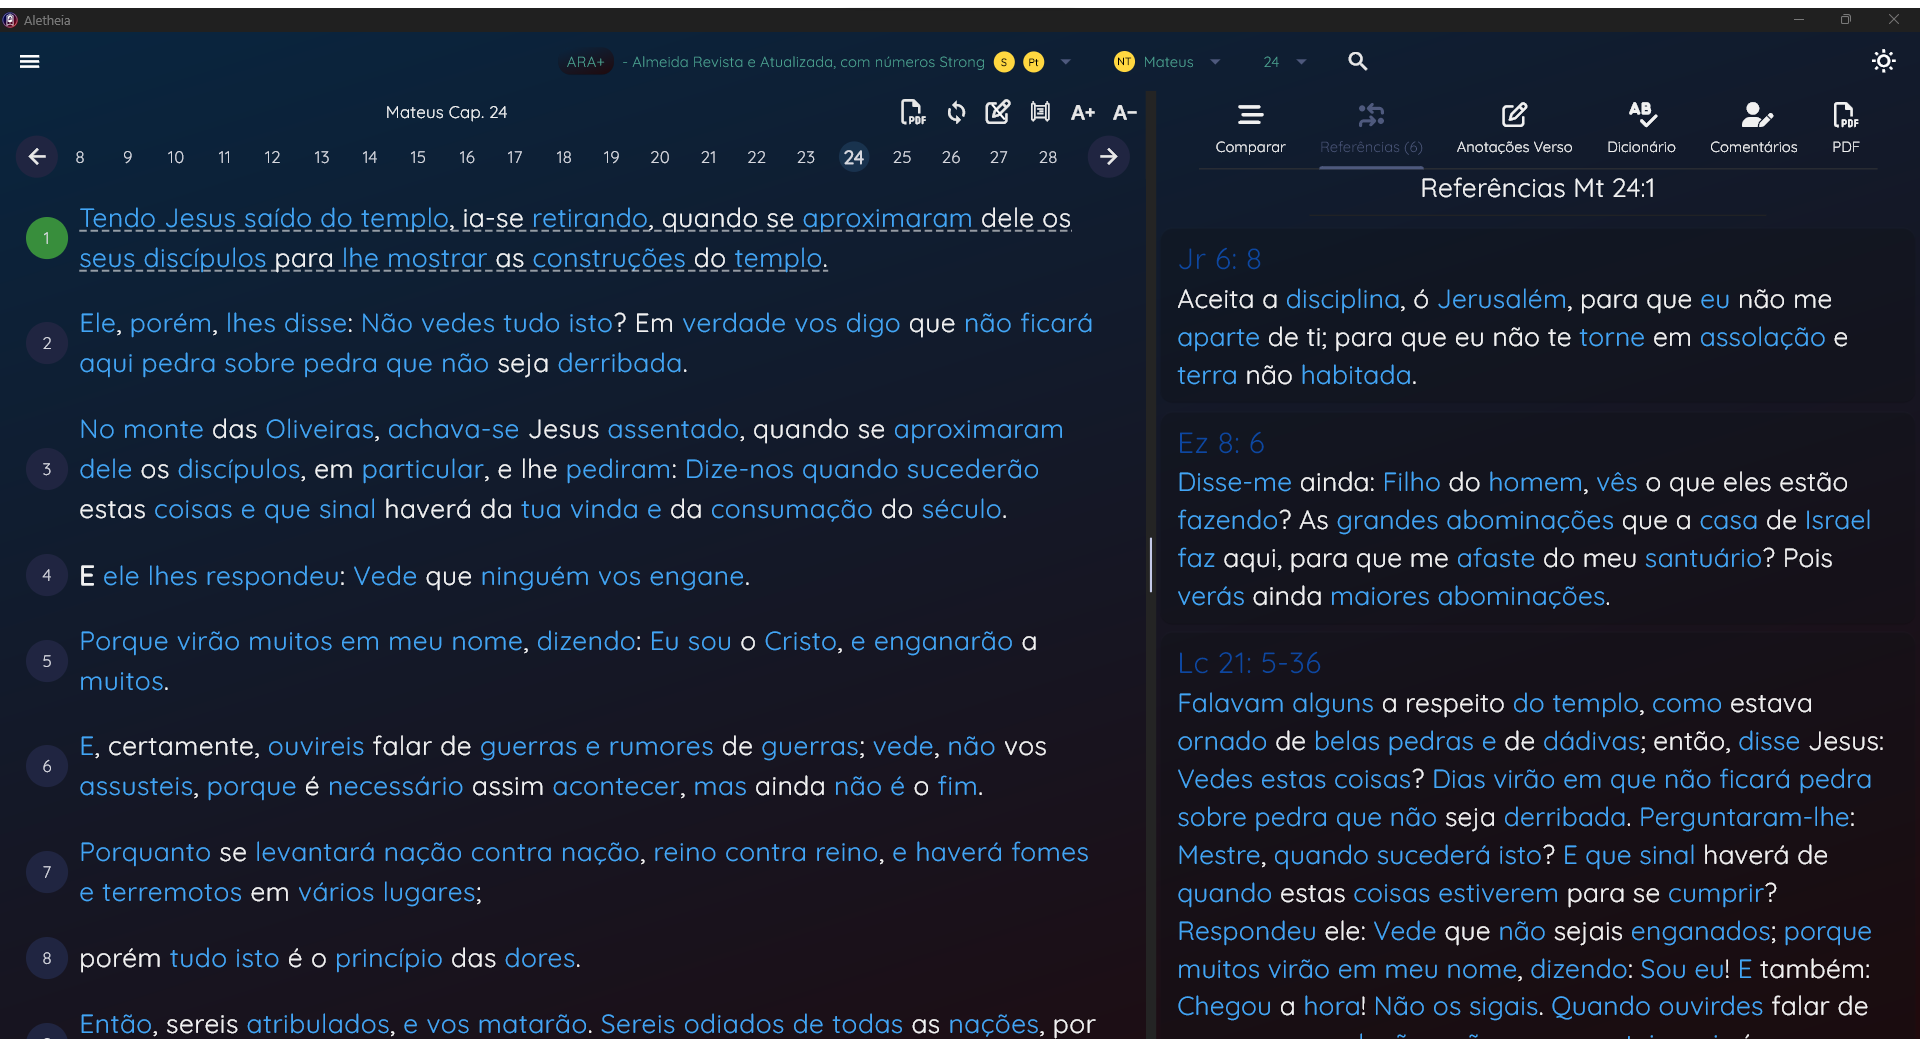 Aletheia
ARA+ - Almeida Revista e Atualizada, com números Strong S Pt NT Mateus 24
Mateus Cap. 24
PDF A+ A-
8 9 10 11 12 13 14 15 16 17 18 19 20 21 22 23 24 25 26 27 28
1 Tendo Jesus saído do templo, ia-se retirando, quando se aproximaram dele os
seus discípulos para lhe mostrar as construções do templo.
2 Ele, porém, lhes disse: Não vedes tudo isto? Em verdade vos digo que não ficará
aqui pedra sobre pedra que não seja derribada.
3 No monte das Oliveiras, achava-se Jesus assentado, quando se aproximaram
dele os discípulos, em particular, e lhe pediram: Dize-nos quando sucederão
estas coisas e que sinal haverá da tua vinda e da consumação do século.
4 E ele lhes respondeu: Vede que ninguém vos engane.
5 Porque virão muitos em meu nome, dizendo: Eu sou o Cristo, e enganarão a
muitos.
6 E, certamente, ouvireis falar de guerras e rumores de guerras; vede, não vos
assusteis, porque é necessário assim acontecer, mas ainda não é o fim.
7 Porquanto se levantará nação contra nação, reino contra reino, e haverá fomes
e terremotos em vários lugares;
8 porém tudo isto é o princípio das dores.
Então, sereis atribulados, e vos matarão. Sereis odiados de todas as nações, por
Comparar
Referências (6)
Anotações Verso
AB
Dicionário
Comentários
PDF
PDF
Referências Mt 24:1
Jr 6: 8
Aceita a disciplina, ó Jerusalém, para que eu não me
aparte de ti; para que eu não te torne em assolação e
terra não habitada.
Ez 8: 6
Disse-me ainda: Filho do homem, vês o que eles estão
fazendo? As grandes abominações que a casa de Israel
faz aqui, para que me afaste do meu santuário? Pois
verás ainda maiores abominações.
Lc 21: 5-36
Falavam alguns a respeito do templo, como estava
ornado de belas pedras e de dádivas; então, disse Jesus:
Vedes estas coisas? Dias virão em que não ficará pedra
sobre pedra que não seja derribada. Perguntaram-lhe:
Mestre, quando sucederá isto? E que sinal haverá de
quando estas coisas estiverem para se cumprir?
Respondeu ele: Vede que não sejais enganados; porque
muitos virão em meu nome, dizendo: Sou eu! E também:
Chegou a hora! Não os sigais. Quando ouvirdes falar de